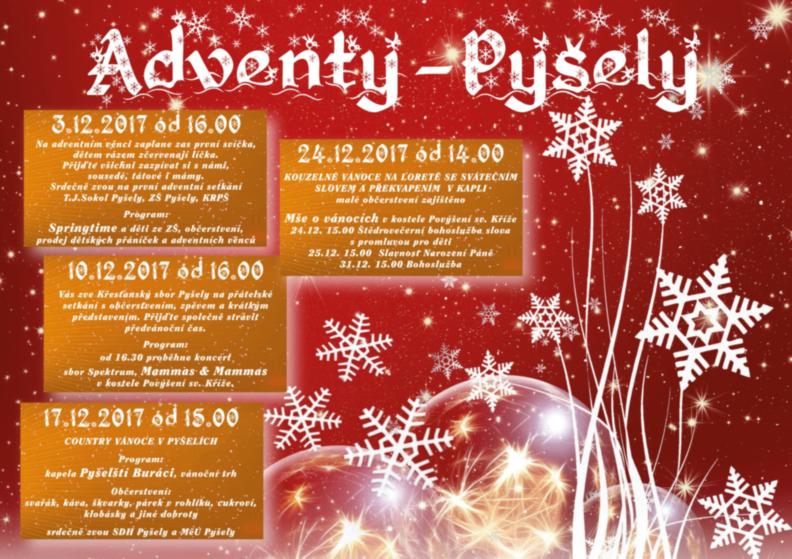 Adventy - Pyšely
3.12.2017 od 16.00
Na adventním věnci zaplane zas první svíčka,
dětem rázem zčervenají líčka.
Přijďte všichni zazpívat si s námi,
sousedé, tátové i mámy.
Srdečně zvou na první adventní setkání
T.J.Sokol Pyšely, ZŠ Pyšely, KRPŠ
Program:
Springtime a děti ze ZŠ, občerstvení,
prodej dětských přáníček a adventních věnců
10.12.2017 od 16.00
Vás zve Křesťanský sbor Pyšely na přátelské
setkání s občerstvením, zpěvem a krátkým
představením. Přijďte společně strávit
předvánoční čas.
Program:
od 16.30 proběhne koncert
sbor Spektrum, Mammas & Mammas
v kostele Povýšení sv. Kříže,
17.12.2017 od 15.00
COUNTRY VÁNOCE V PYŠELÍCH
Program:
kapela Pyšelští Buráci, vánoční trh
Občerstvení:
svařák, káva, škvarky, párek v rohlíku, cukroví,
klobásky a jiné dobroty
srdečně zvou SDH Pyšely a MěÚ Pyšely
24.12.2017 od 14.00
KOUZELNÉ VÁNOCE NA LORETĚ SE SVÁTEČNÍM
SLOVEM A PŘEKVAPENÍM V KAPLI
malé občerstvení zajištěno
Mše o vánocích v kostele Povýšení sv. Kříže
24.12. 15.00 Štědrovečerní bohoslužba slova
s promluvou pro děti
25.12. 15.00 Slavnost Narození Páně
31.12. 15.00 Bohoslužba